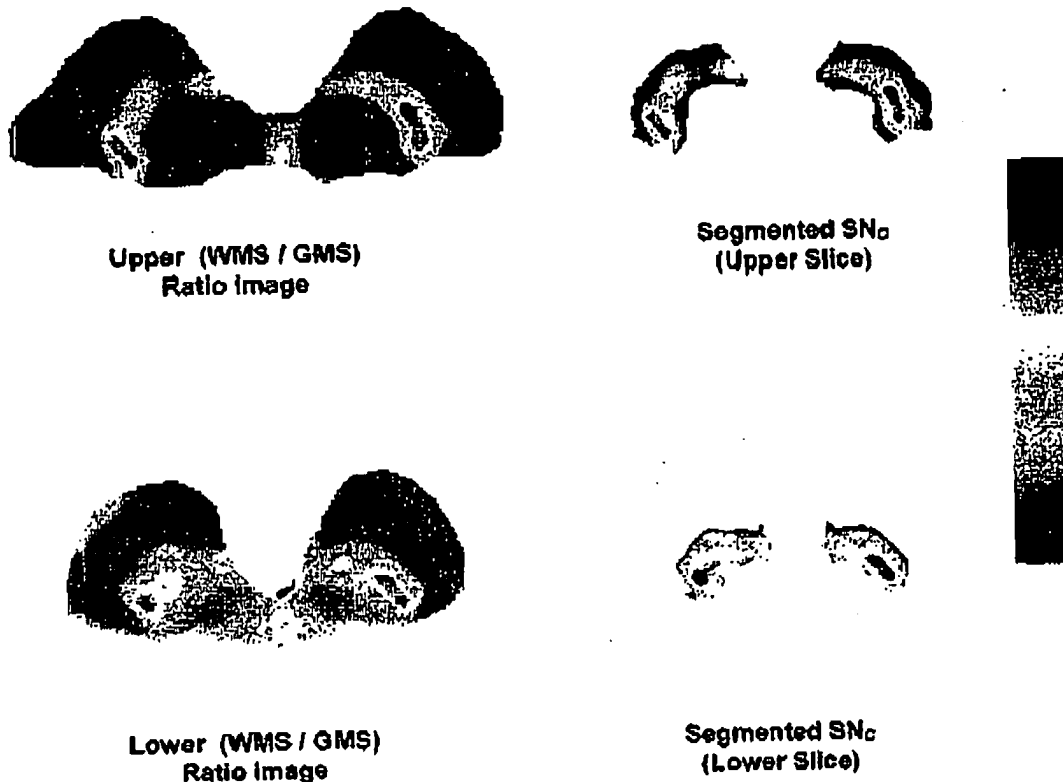 Upper (WMS / GMS)
Ratio Image
Segmented SNc
(Upper Slice)
Lower (WMS / GMS)
Ratio Image
Segmented SNc
(Lower Slice)